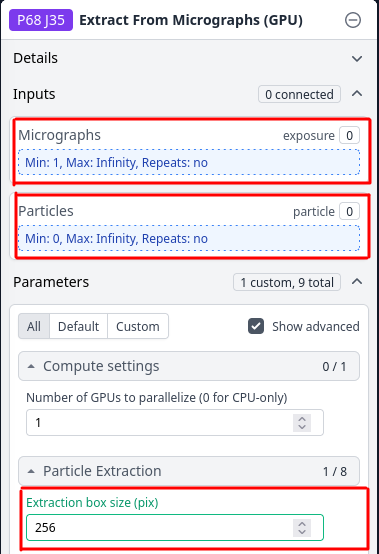 P68 J35 Extract From Micrographs (GPU)
Details
Inputs 0 connected
Micrographs exposure 0
Min: 1, Max: Infinity, Repeats: no
Particles particle 0
Min: 0, Max: Infinity, Repeats: no
Parameters 1 custom, 9 total
All Default Custom Show advanced
Compute settings 0 / 1
Number of GPUs to parallelize (0 for CPU-only)
1
Particle Extraction 1 / 8
Extraction box size (pix)
256